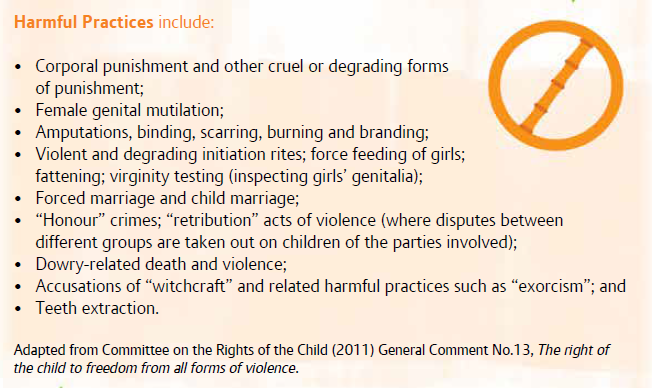 Harmful Practices include:
• Corporal punishment and other cruel or degrading forms
of punishment;
• Female genital mutilation;
• Amputations, binding, scarring, burning and branding;
• Violent and degrading initiation rites; force feeding of girls;
fattening; virginity testing (inspecting girls’ genitalia);
• Forced marriage and child marriage;
• “Honour” crimes; “retribution” acts of violence (where disputes between
different groups are taken out on children of the parties involved);
• Dowry-related death and violence;
• Accusations of “witchcraft” and related harmful practices such as “exorcism”; and
• Teeth extraction.
Adapted from Committee on the Rights of the Child (2011) General Comment No.13, The right of
the child to freedom from all forms of violence.